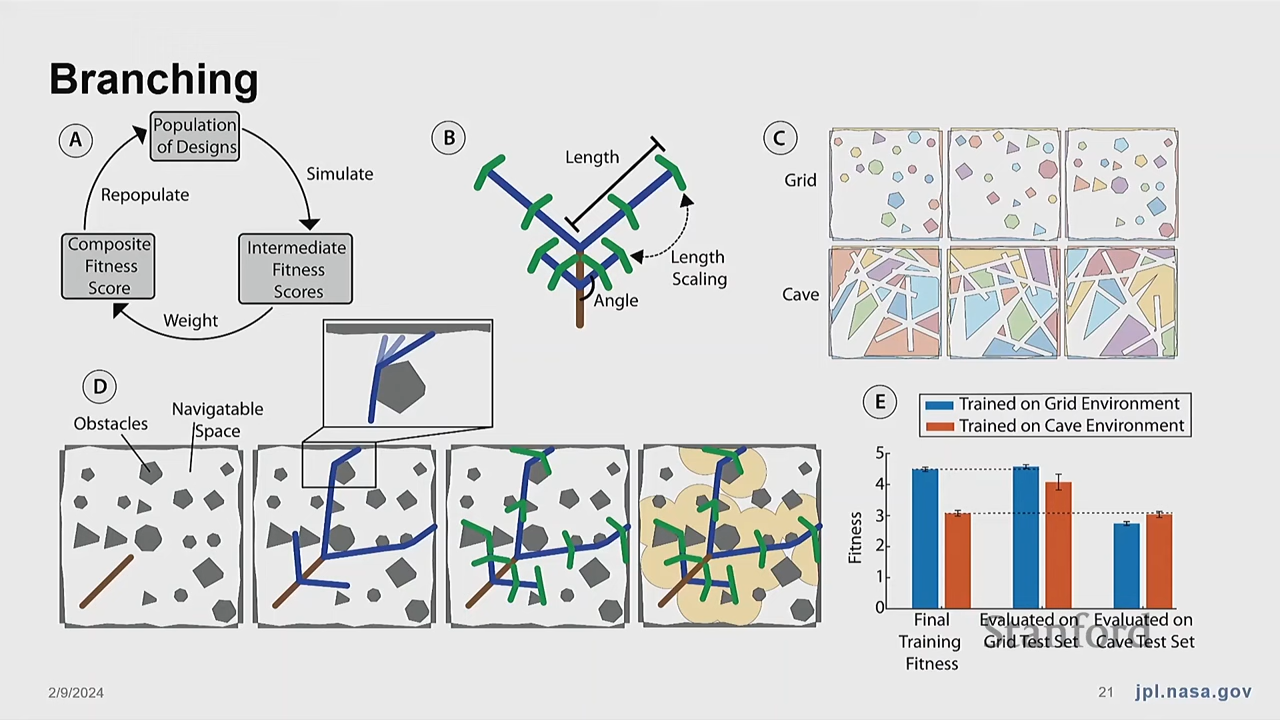 Branching
A
Population
of Designs
Simulate
Repopulate
Composite
Fitness
Score
Intermediate
Fitness
Scores
Weight
B
Length
Length
Scaling
Angle
C
Grid
Cave
D
Obstacles
Navigatable
Space
E
Trained on Grid Environment
Trained on Cave Environment
Fitness
5
4
3
2
1
0
Final
Training
Fitness
Evaluated on
Grid Test Set
Evaluated on
Cave Test Set
Stanford
2/9/2024
21
jpl.nasa.gov